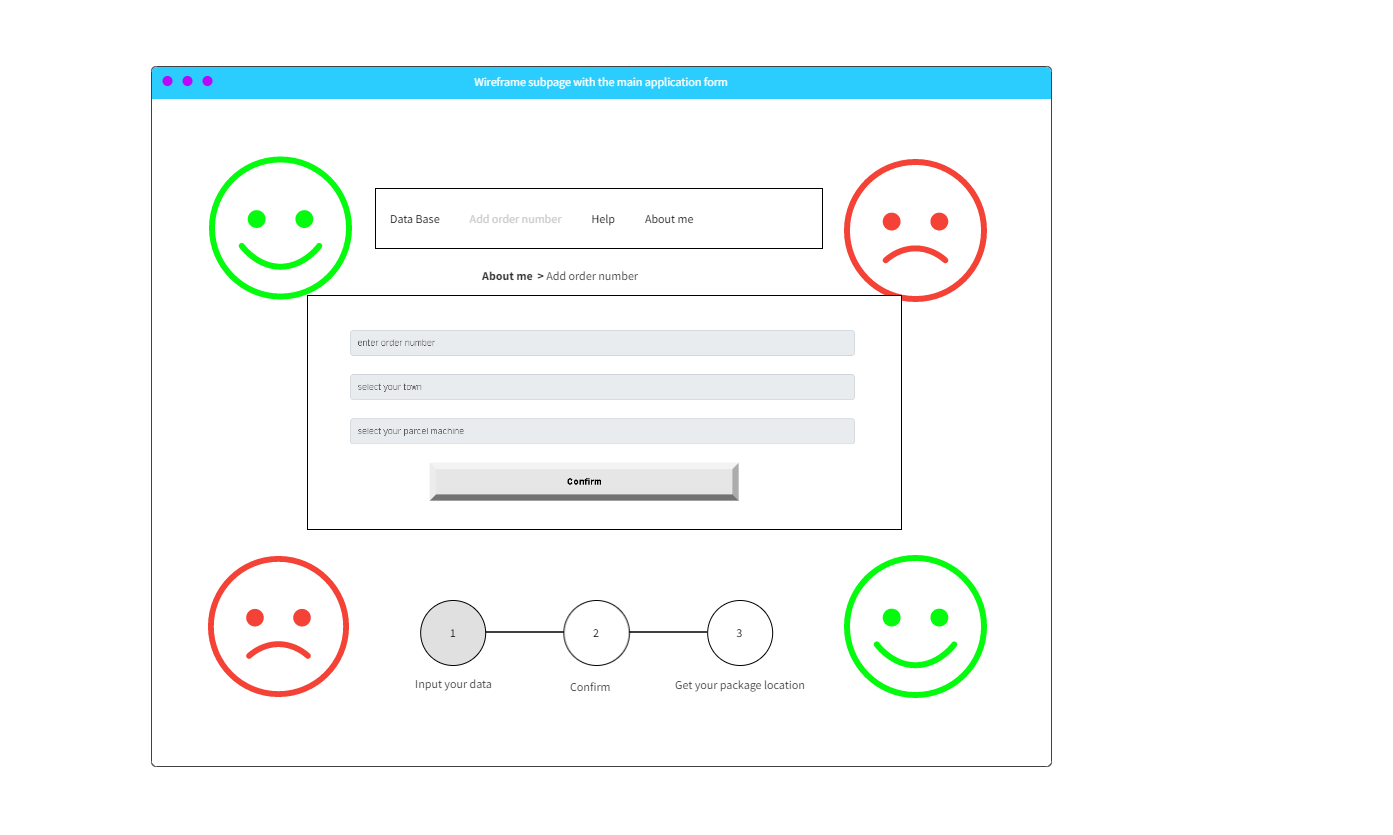 Wireframe subpage with the main application form
Data Base Add order number Help About me
About me > Add order number
enter order number
select your town
select your parcel machine
Confirm
1 2 3
Input your data Confirm Get your package location